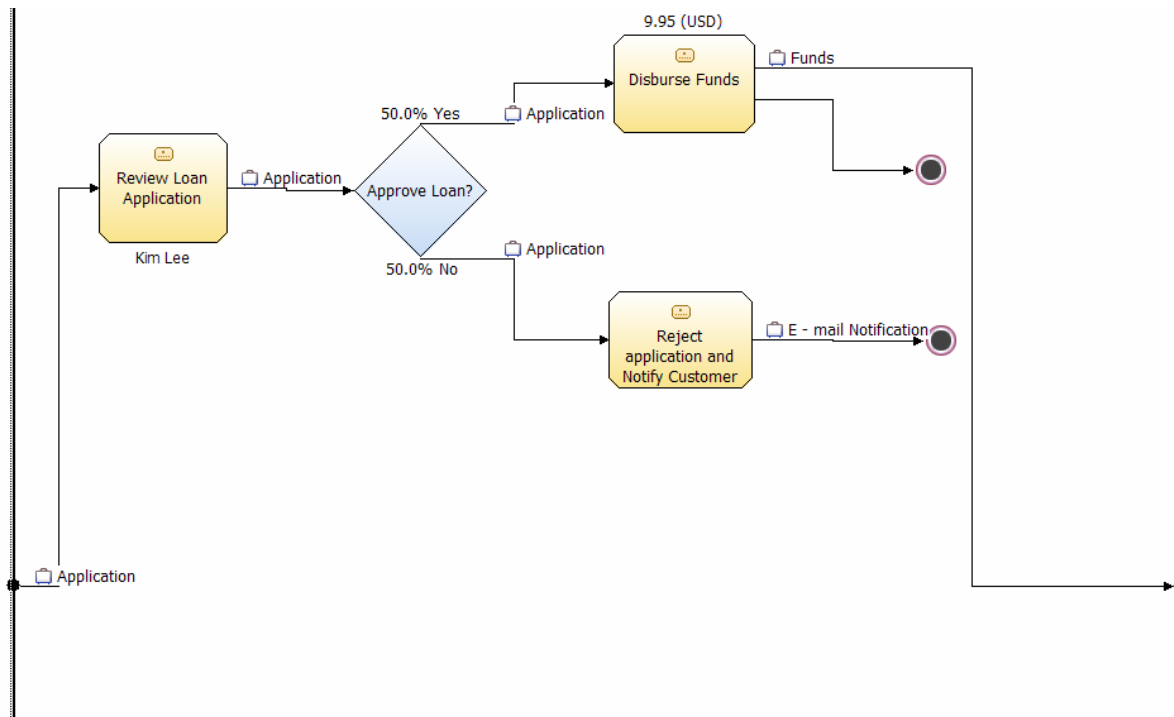 9.95 (USD)
Funds
Disburse Funds
50.0% Yes
Application
Review Loan
Application
Application
Approve Loan?
Kim Lee
Application
50.0% No
E - mail Notification
Reject
application and
Notify Customer
Application